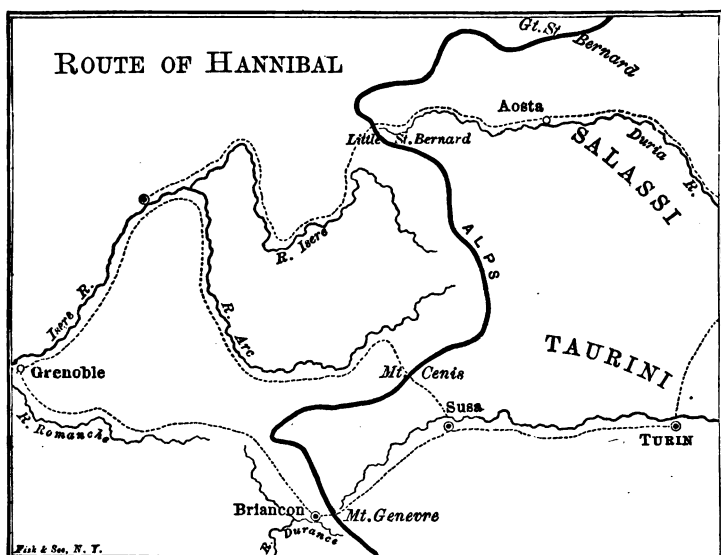 Gt. St. Bernard
ROUTE OF HANNIBAL
Aosta
Little St. Bernard
Duria R.
SALASSI
R. Isere
ALPS
Isere R.
R. Arc
TAURINI
Grenoble
Mt. Cenis
Susa
R. Romanche
TURIN
Briancon
Mt. Genevre
R. Durance
Fisk & See, N. Y.